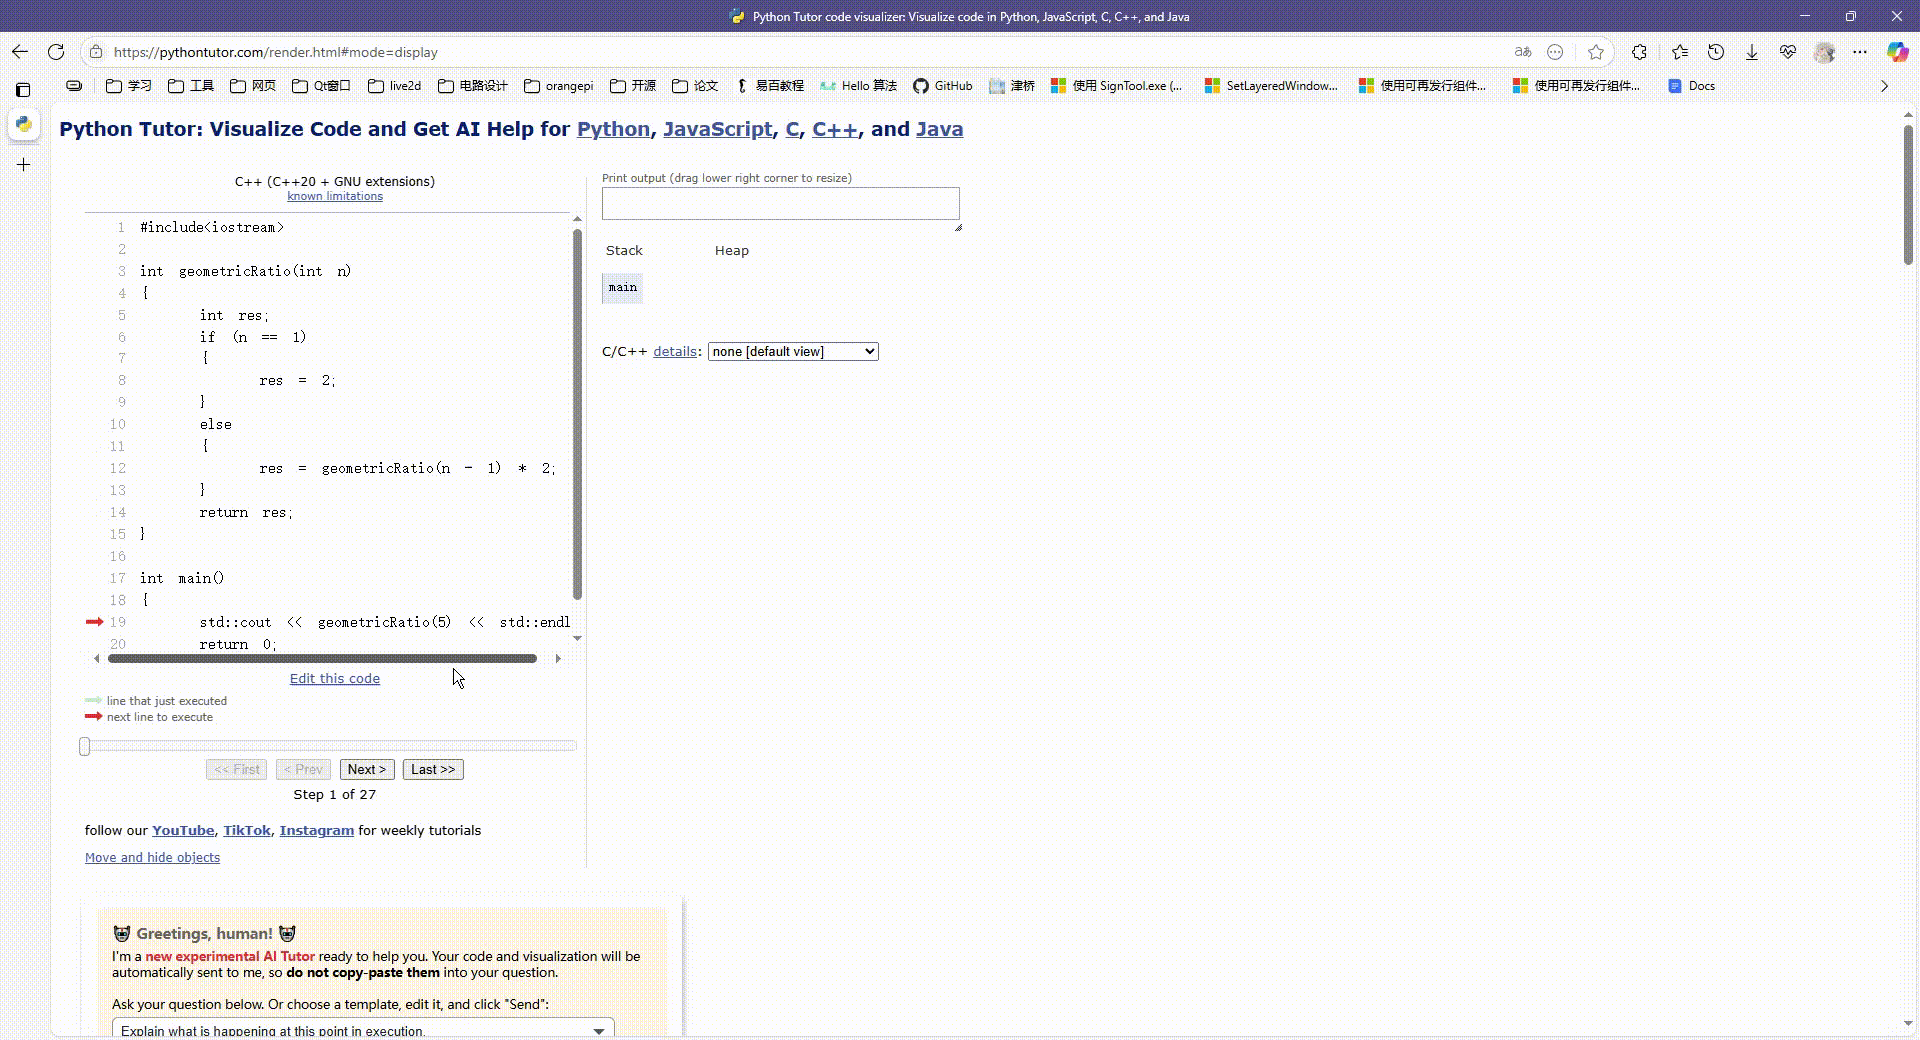 Python Tutor code visualizer: Visualize code in Python, JavaScript, C, C++, and Java
https://pythontutor.com/render.html#mode=display
学习 工具 网页 Qt窗口 live2d 电路设计 orangepi 开源 论文 易百教程 Hello 算法 GitHub 津桥 使用 SignTool.exe (... SetLayeredWindow... 使用可再发行组件... 使用可再发行组件... Docs
Python Tutor: Visualize Code and Get AI Help for Python, JavaScript, C, C++, and Java
C++ (C++20 + GNU extensions)
known limitations
1 #include<iostream>
2
3 int geometricRatio(int n)
4 {
5 int res;
6 if (n == 1)
7 {
8 res = 2;
9 }
10 else
11 {
12 res = geometricRatio(n - 1) * 2;
13 }
14 return res;
15 }
16
17 int main()
18 {
19 std::cout << geometricRatio(5) << std::endl
20 return 0;
Edit this code
line that just executed
next line to execute
<< First < Prev Next > Last >>
Step 1 of 27
follow our YouTube, TikTok, Instagram for weekly tutorials
Move and hide objects
Print output (drag lower right corner to resize)
Stack Heap
main
C/C++ details: none [default view]
Greetings, human!
I'm a new experimental AI Tutor ready to help you. Your code and visualization will be
automatically sent to me, so do not copy-paste them into your question.
Ask your question below. Or choose a template, edit it, and click "Send":
Explain what is happening at this point in execution.